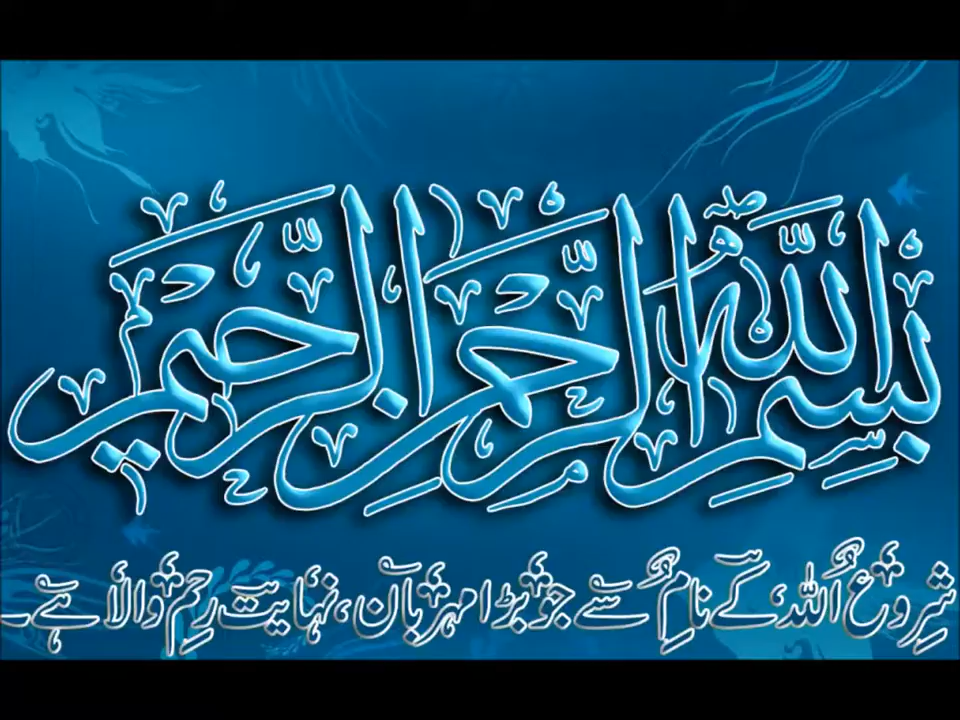 بِسْمِ اللّٰهِ الرَّحْمٰنِ الرَّحِيْمِ
شروع اللہ کے نام سے جو بڑا مہربان، نہایت رحم والا ہے۔